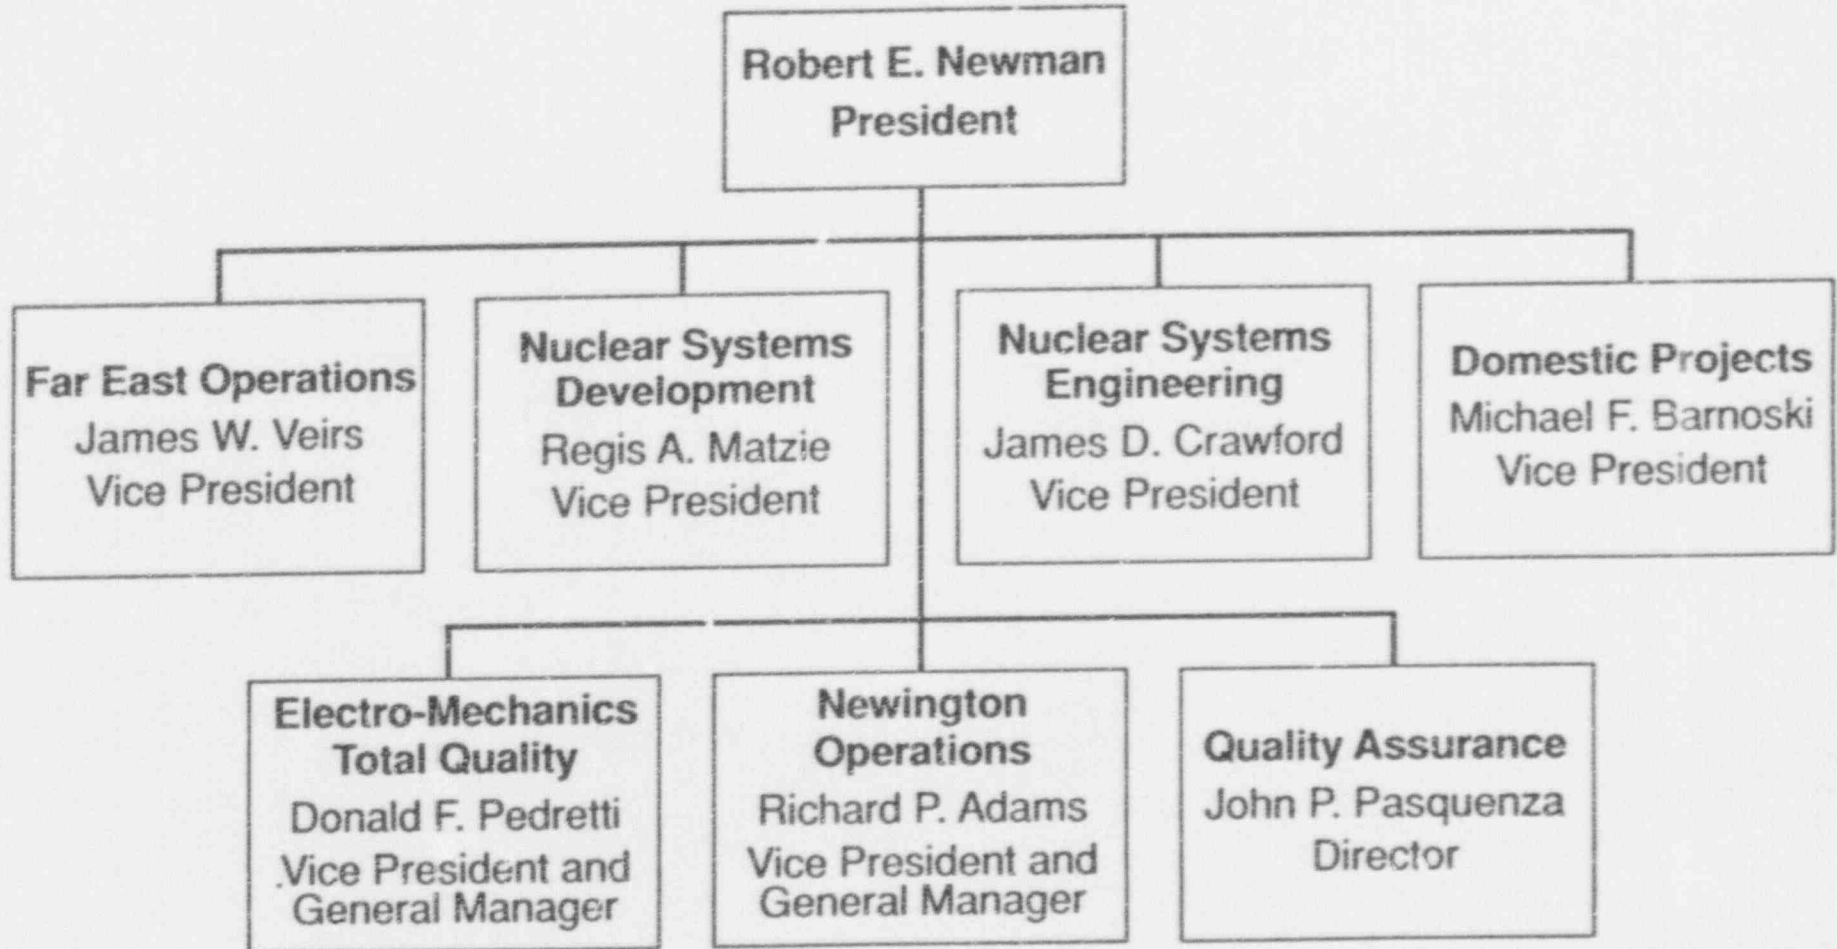 Robert E. Newman
President
Far East Operations
James W. Veirs
Vice President
Nuclear Systems
Development
Regis A. Matzie
Vice President
Nuclear Systems
Engineering
James D. Crawford
Vice President
Domestic Projects
Michael F. Barnoski
Vice President
Electro-Mechanics
Total Quality
Donald F. Pedretti
Vice President and
General Manager
Newington
Operations
Richard P. Adams
Vice President and
General Manager
Quality Assurance
John P. Pasquenza
Director